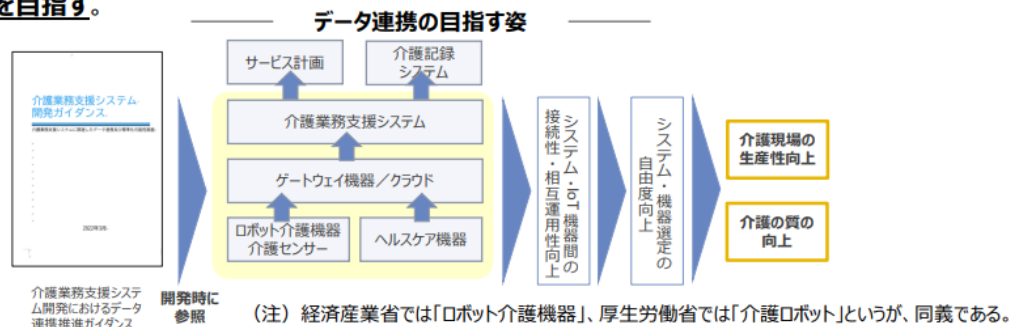 を目指す。
データ連携の目指す姿
介護業務支援システム
開発ガイダンス
サービス計画
介護記録
システム
介護業務支援システム
ゲートウェイ機器／クラウド
ロボット介護機器
介護センサー
ヘルスケア機器
システム・IoT機器間の
接続性・相互運用性向上
システム・機器選定の
自由度向上
介護現場の
生産性向上
介護の質の
向上
介護業務支援システ
ム開発におけるデータ
連携推進ガイダンス
開発時に
参照
（注）経済産業省では「ロボット介護機器」、厚生労働省では「介護ロボット」というが、同義である。